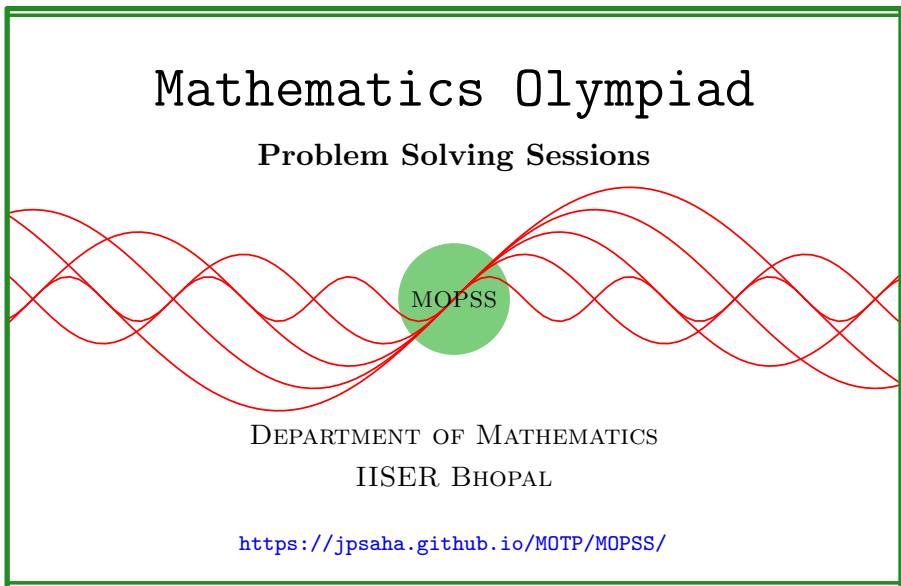 Mathematics Olympiad
Problem Solving Sessions
MOPSS
Department of Mathematics
IISER Bhopal
https://jpsaha.github.io/MOTP/MOPSS/